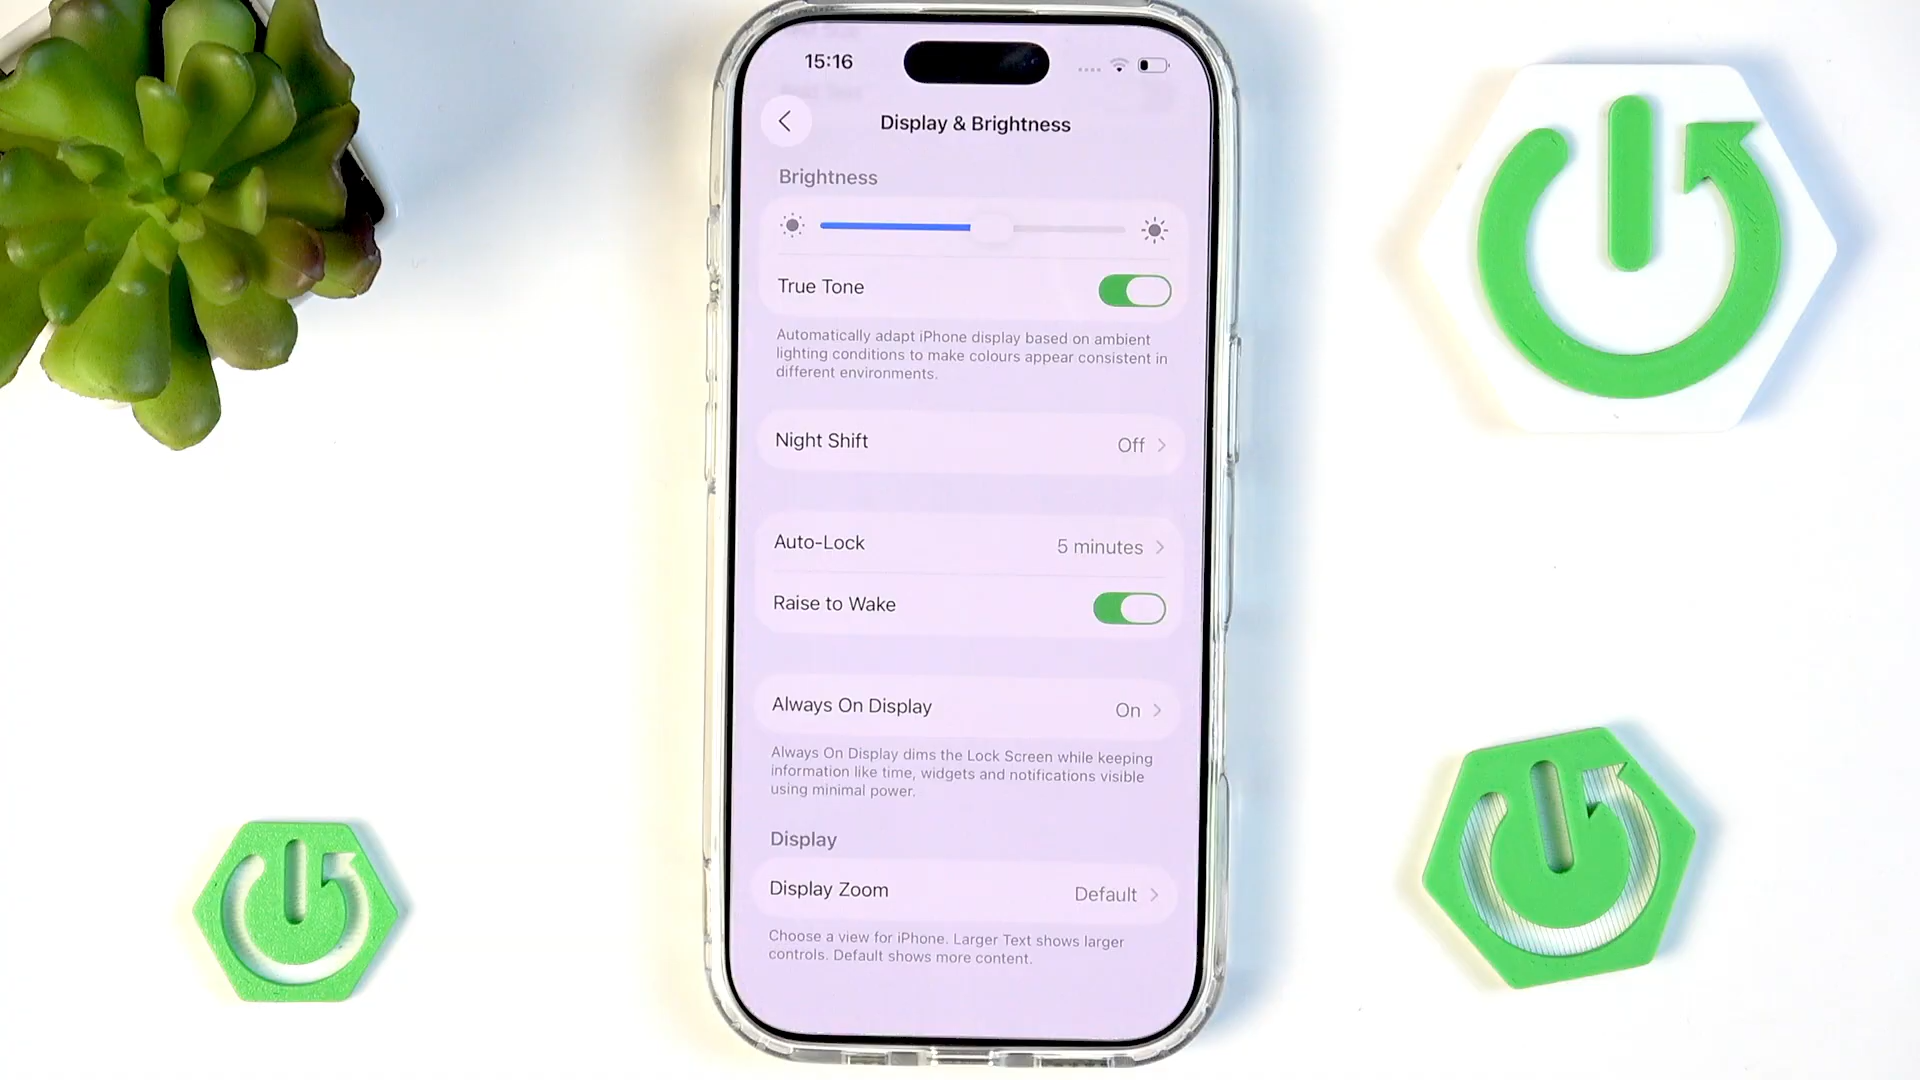 15:16
Display & Brightness
Brightness
True Tone
Automatically adapt iPhone display based on ambient
lighting conditions to make colours appear consistent in
different environments.
Night Shift
Off
Auto-Lock
5 minutes
Raise to Wake
Always On Display
On
Always On Display dims the Lock Screen while keeping
information like time, widgets and notifications visible
using minimal power.
Display
Display Zoom
Default
Choose a view for iPhone. Larger Text shows larger
controls. Default shows more content.